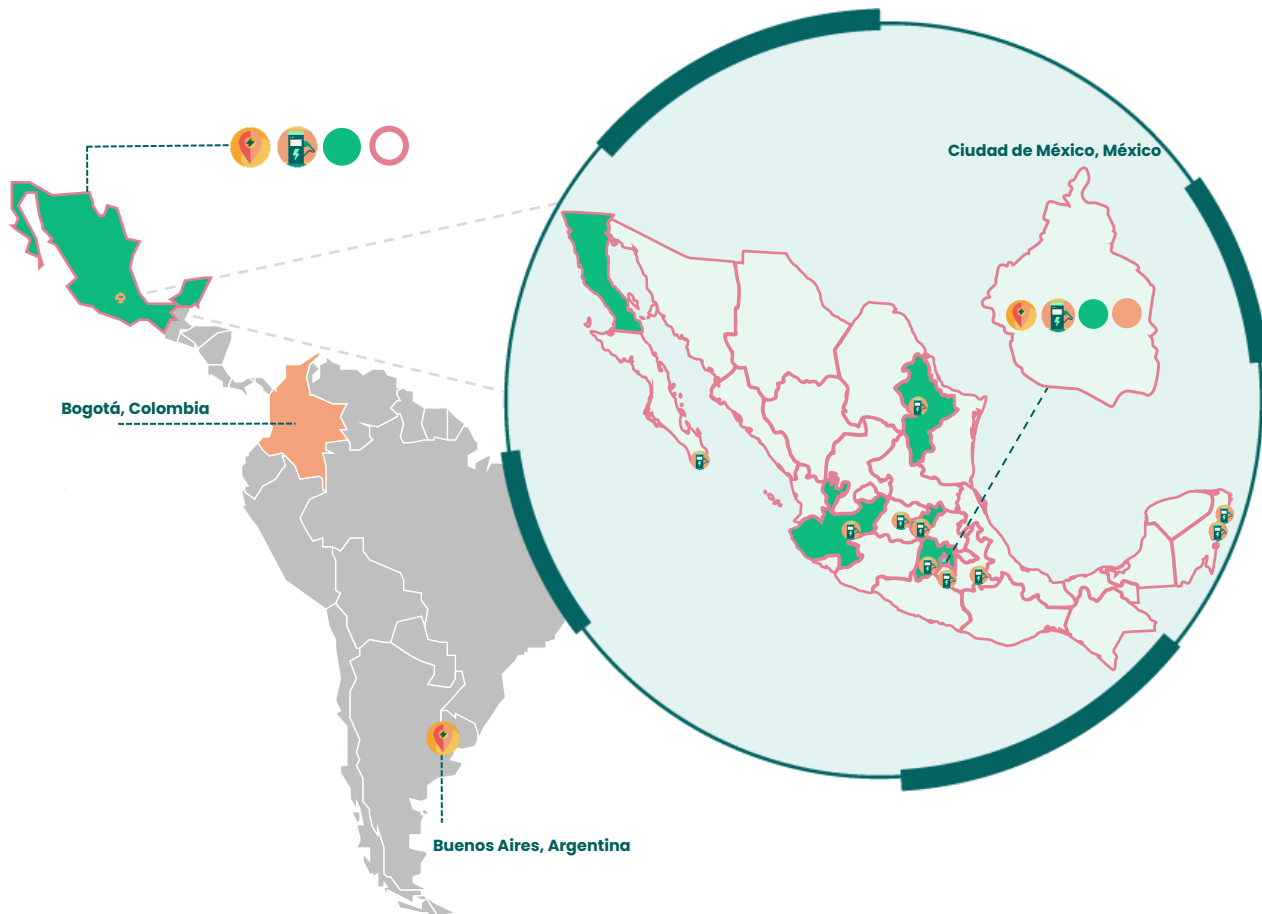 Ciudad de México, México
Bogotá, Colombia
Buenos Aires, Argentina